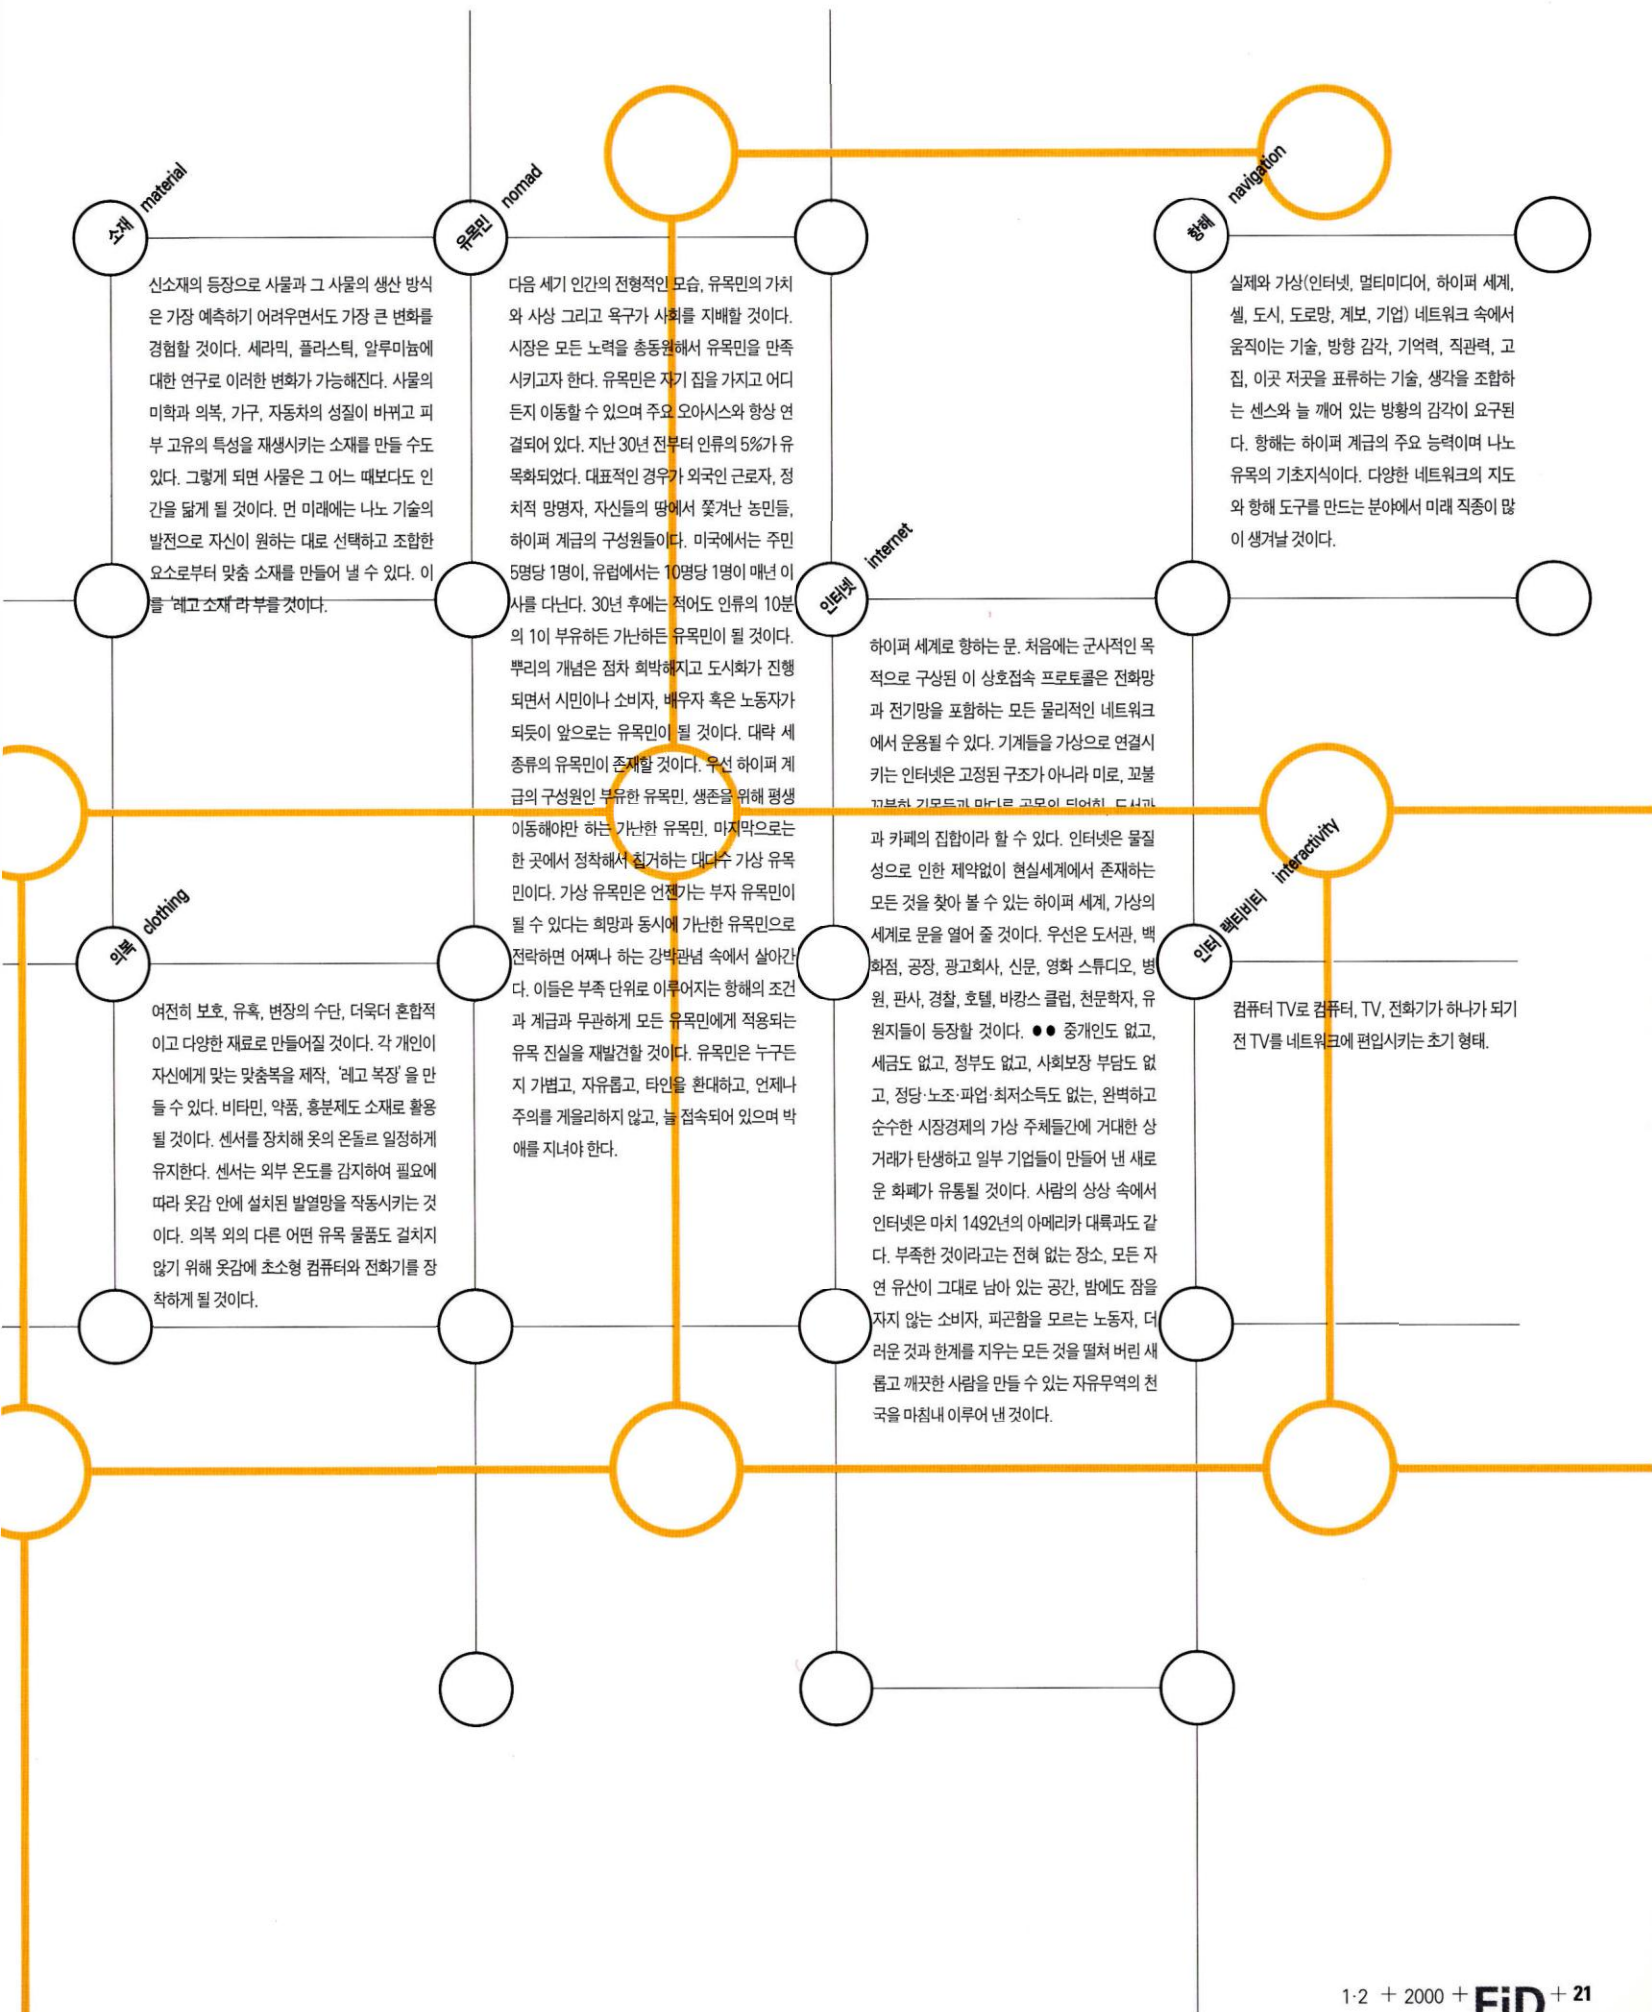 소재 material
신소재의 등장으로 사물과 그 사물의 생산 방식
은 가장 예측하기 어려우면서도 가장 큰 변화를
경험할 것이다. 세라믹, 플라스틱, 알루미늄에
대한 연구로 이러한 변화가 가능해진다. 사물의
미학과 의복, 가구, 자동차의 성질이 바뀌고 피
부 고유의 특성을 재생시키는 소재를 만들 수도
있다. 그렇게 되면 사물은 그 어느 때보다도 인
간을 닮게 될 것이다. 먼 미래에는 나노 기술의
발전으로 자신이 원하는 대로 선택하고 조합한
요소로부터 맞춤 소재를 만들어 낼 수 있다. 이
를 '레고 소재' 라 부를 것이다.
의복 clothing
여전히 보호, 유혹, 변장의 수단, 더욱더 혼합적
이고 다양한 재료로 만들어질 것이다. 각 개인이
자신에게 맞는 맞춤복을 제작, '레고 복장' 을 만
들 수 있다. 비타민, 약품, 흥분제도 소재로 활용
될 것이다. 센서를 장치해 옷의 온돌르 일정하게
유지한다. 센서는 외부 온도를 감지하여 필요에
따라 옷감 안에 설치된 발열망을 작동시키는 것
이다. 의복 외의 다른 어떤 유목 물품도 걸치지
않기 위해 옷감에 초소형 컴퓨터와 전화기를 장
착하게 될 것이다.
유목민 nomad
다음 세기 인간의 전형적인 모습, 유목민의 가치
와 사상 그리고 욕구가 사회를 지배할 것이다.
시장은 모든 노력을 총동원해서 유목민을 만족
시키고자 한다. 유목민은 자기 집을 가지고 어디
든지 이동할 수 있으며 주요 오아시스와 항상 연
결되어 있다. 지난 30년 전부터 인류의 5%가 유
목화되었다. 대표적인 경우가 외국인 근로자, 정
치적 망명자, 자신들의 땅에서 쫓겨난 농민들,
하이퍼 계급의 구성원들이다. 미국에서는 주민
5명당 1명이, 유럽에서는 10명당 1명이 매년 이
사를 다닌다. 30년 후에는 적어도 인류의 10분
의 1이 부유하든 가난하든 유목민이 될 것이다.
뿌리의 개념은 점차 희박해지고 도시화가 진행
되면서 시민이나 소비자, 배우자 혹은 노동자가
되듯이 앞으로는 유목민이 될 것이다. 대략 세
종류의 유목민이 존재할 것이다. 우선 하이퍼 계
급의 구성원인 부유한 유목민, 생존을 위해 평생
이동해야만 하는 가난한 유목민, 마지막으로는
한 곳에서 정착해서 칩거하는 대다수 가상 유목
민이다. 가상 유목민은 언젠가는 부자 유목민이
될 수 있다는 희망과 동시에 가난한 유목민으로
전락하면 어쩌나 하는 강박관념 속에서 살아간
다. 이들은 부족 단위로 이루어지는 항해의 조건
과 계급과 무관하게 모든 유목민에게 적용되는
유목 진실을 재발견할 것이다. 유목민은 누구든
지 가볍고, 자유롭고, 타인을 환대하고, 언제나
주의를 게을리하지 않고, 늘 접속되어 있으며 박
애를 지녀야 한다.
인터넷 internet
하이퍼 세계로 향하는 문. 처음에는 군사적인 목
적으로 구상된 이 상호접속 프로토콜은 전화망
과 전기망을 포함하는 모든 물리적인 네트워크
에서 운용될 수 있다. 기계들을 가상으로 연결시
키는 인터넷은 고정된 구조가 아니라 미로, 꼬불
꼬불한 길목들과 막다른 골목의 뒤엉힘, 도서관
과 카페의 집합이라 할 수 있다. 인터넷은 물질
성으로 인한 제약없이 현실세계에서 존재하는
모든 것을 찾아 볼 수 있는 하이퍼 세계, 가상의
세계로 문을 열어 줄 것이다. 우선은 도서관, 백
화점, 공장, 광고회사, 신문, 영화 스튜디오, 병
원, 판사, 경찰, 호텔, 바캉스 클럽, 천문학자, 유
원지들이 등장할 것이다. ●● 중개인도 없고,
세금도 없고, 정부도 없고, 사회보장 부담도 없
고, 정당·노조·파업·최저소득도 없는, 완벽하고
순수한 시장경제의 가상 주체들간에 거대한 상
거래가 탄생하고 일부 기업들이 만들어 낸 새로
운 화폐가 유통될 것이다. 사람의 상상 속에서
인터넷은 마치 1492년의 아메리카 대륙과도 같
다. 부족한 것이라고는 전혀 없는 장소, 모든 자
연 유산이 그대로 남아 있는 공간, 밤에도 잠을
자지 않는 소비자, 피곤함을 모르는 노동자, 더
러운 것과 한계를 지우는 모든 것을 떨쳐 버린 새
롭고 깨끗한 사람을 만들 수 있는 자유무역의 천
국을 마침내 이루어 낸 것이다.
항해 navigation
실제와 가상(인터넷, 멀티미디어, 하이퍼 세계,
셀, 도시, 도로망, 계보, 기업) 네트워크 속에서
움직이는 기술, 방향 감각, 기억력, 직관력, 고
집, 이곳 저곳을 표류하는 기술, 생각을 조합하
는 센스와 늘 깨어 있는 방황의 감각이 요구된
다. 항해는 하이퍼 계급의 주요 능력이며 나노
유목의 기초지식이다. 다양한 네트워크의 지도
와 항해 도구를 만드는 분야에서 미래 직종이 많
이 생겨날 것이다.
인터랙티비티 interactivity
컴퓨터 TV로 컴퓨터, TV, 전화기가 하나가 되기
전 TV를 네트워크에 편입시키는 초기 형태.
1·2 + 2000 + FiD + 21